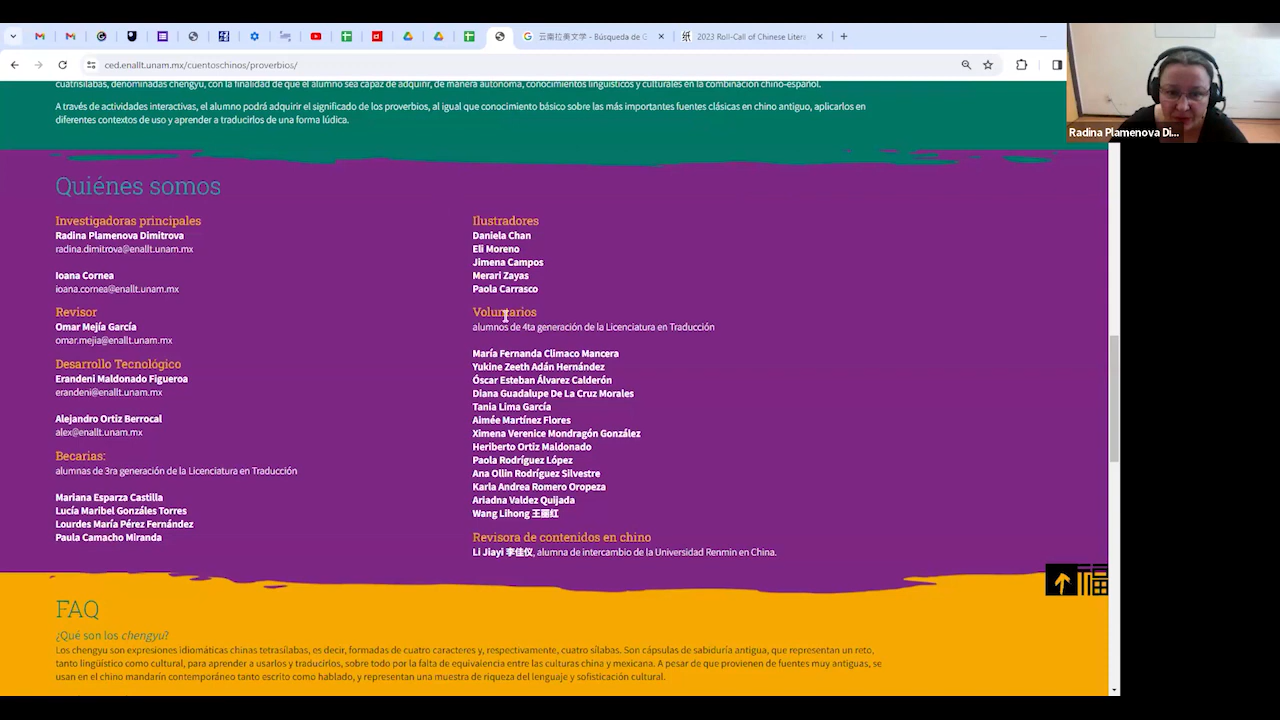 云南拉美文学 - Búsqueda de G
2023 Roll-Call of Chinese Litera
ced.enallt.unam.mx/cuentoschinos/proverbios/
Radina Plamenova Di...
cuatrisílabas, denominadas chengyu, con la finalidad de que el alumno sea capaz de adquirir, de manera autónoma, conocimientos lingüísticos y culturales en la combinación chino-español.
A través de actividades interactivas, el alumno podrá adquirir el significado de los proverbios, al igual que conocimiento básico sobre las más importantes fuentes clásicas en chino antiguo, aplicarlos en
diferentes contextos de uso y aprender a traducirlos de una forma lúdica.
Quiénes somos
Investigadoras principales
Radina Plamenova Dimitrova
radina.dimitrova@enallt.unam.mx
Ioana Cornea
ioana.cornea@enallt.unam.mx
Revisor
Omar Mejía García
omar.mejia@enallt.unam.mx
Desarrollo Tecnológico
Erandeni Maldonado Figueroa
erandeni@enallt.unam.mx
Alejandro Ortiz Berrocal
alex@enallt.unam.mx
Becarias:
alumnas de 3ra generación de la Licenciatura en Traducción
Mariana Esparza Castilla
Lucía Maribel Gonzáles Torres
Lourdes María Pérez Fernández
Paula Camacho Miranda
Ilustradores
Daniela Chan
Eli Moreno
Jimena Campos
Merari Zayas
Paola Carrasco
Voluntarios
alumnos de 4ta generación de la Licenciatura en Traducción
María Fernanda Climaco Mancera
Yukine Zeeth Adán Hernández
Óscar Esteban Álvarez Calderón
Diana Guadalupe De La Cruz Morales
Tania Lima García
Aimée Martínez Flores
Ximena Verenice Mondragón González
Heriberto Ortiz Maldonado
Paola Rodríguez López
Ana Ollin Rodríguez Silvestre
Karla Andrea Romero Oropeza
Ariadna Valdez Quijada
Wang Lihong 王丽红
Revisora de contenidos en chino
Li Jiayi 李佳仪, alumna de intercambio de la Universidad Renmin en China.
福
FAQ
¿Qué son los chengyu?
Los chengyu son expresiones idiomáticas chinas tetrasílabas, es decir, formadas de cuatro caracteres y, respectivamente, cuatro sílabas. Son cápsulas de sabiduría antigua, que representan un reto,
tanto lingüístico como cultural, para aprender a usarlos y traducirlos, sobre todo por la falta de equivalencia entre las culturas china y mexicana. A pesar de que provienen de fuentes muy antiguas, se
usan en el chino mandarín contemporáneo tanto escrito como hablado, y representan una muestra de riqueza del lenguaje y sofisticación cultural.